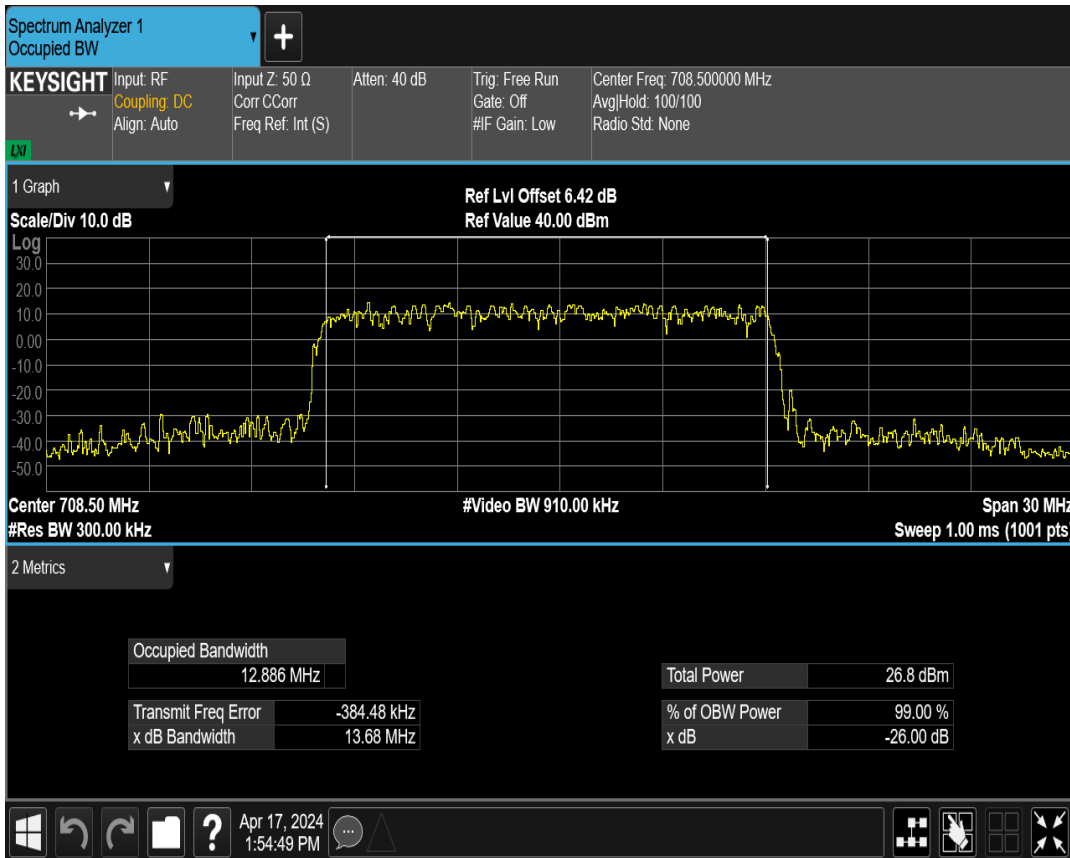 Spectrum Analyzer 1
Occupied BW
+
KEYSIGHT
LXI
Input: RF
Coupling: DC
Align: Auto
Input Z: 50 Ω
Corr CCorr
Freq Ref: Int (S)
Atten: 40 dB
Trig: Free Run
Gate: Off
#IF Gain: Low
Center Freq: 708.500000 MHz
Avg|Hold: 100/100
Radio Std: None
1 Graph
Scale/Div 10.0 dB
Ref Lvl Offset 6.42 dB
Ref Value 40.00 dBm
Log
30.0
20.0
10.0
0.00
-10.0
-20.0
-30.0
-40.0
-50.0
Center 708.50 MHz
#Video BW 910.00 kHz
Span 30 MHz
#Res BW 300.00 kHz
Sweep 1.00 ms (1001 pts)
2 Metrics
Occupied Bandwidth
12.886 MHz
Total Power 26.8 dBm
Transmit Freq Error -384.48 kHz
% of OBW Power 99.00 %
x dB Bandwidth 13.68 MHz
x dB -26.00 dB
?
Apr 17, 2024
1:54:49 PM